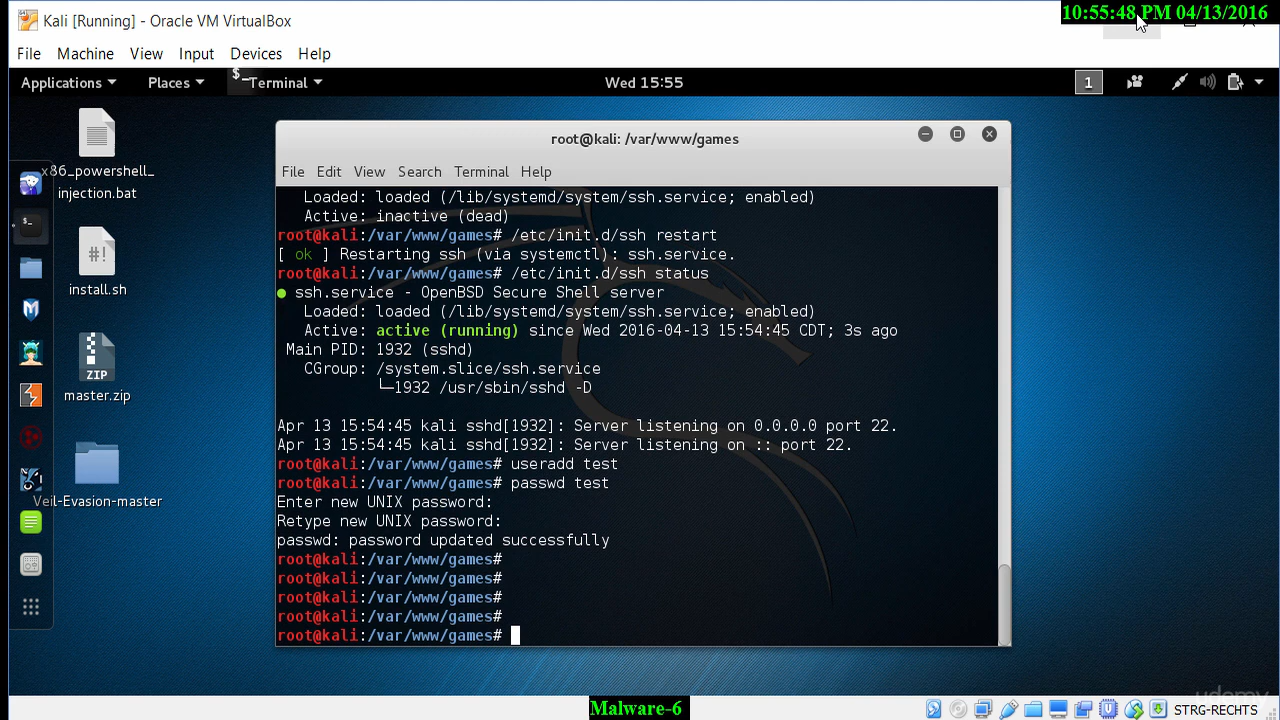 Kali [Running] - Oracle VM VirtualBox
10:55:48 PM 04/13/2016
File Machine View Input Devices Help
Applications Places $_Terminal Wed 15:55 1
x86_powershell_
injection.bat
#!
install.sh
ZIP
master.zip
Veil-Evasion-master
root@kali: /var/www/games
File Edit View Search Terminal Help
Loaded: loaded (/lib/systemd/system/ssh.service; enabled)
Active: inactive (dead)
root@kali:/var/www/games# /etc/init.d/ssh restart
[ ok ] Restarting ssh (via systemctl): ssh.service.
root@kali:/var/www/games# /etc/init.d/ssh status
● ssh.service - OpenBSD Secure Shell server
Loaded: loaded (/lib/systemd/system/ssh.service; enabled)
Active: active (running) since Wed 2016-04-13 15:54:45 CDT; 3s ago
Main PID: 1932 (sshd)
CGroup: /system.slice/ssh.service
└─1932 /usr/sbin/sshd -D
Apr 13 15:54:45 kali sshd[1932]: Server listening on 0.0.0.0 port 22.
Apr 13 15:54:45 kali sshd[1932]: Server listening on :: port 22.
root@kali:/var/www/games# useradd test
root@kali:/var/www/games# passwd test
Enter new UNIX password:
Retype new UNIX password:
passwd: password updated successfully
root@kali:/var/www/games#
root@kali:/var/www/games#
root@kali:/var/www/games#
root@kali:/var/www/games#
root@kali:/var/www/games#
udemy
Malware-6
STRG-RECHTS